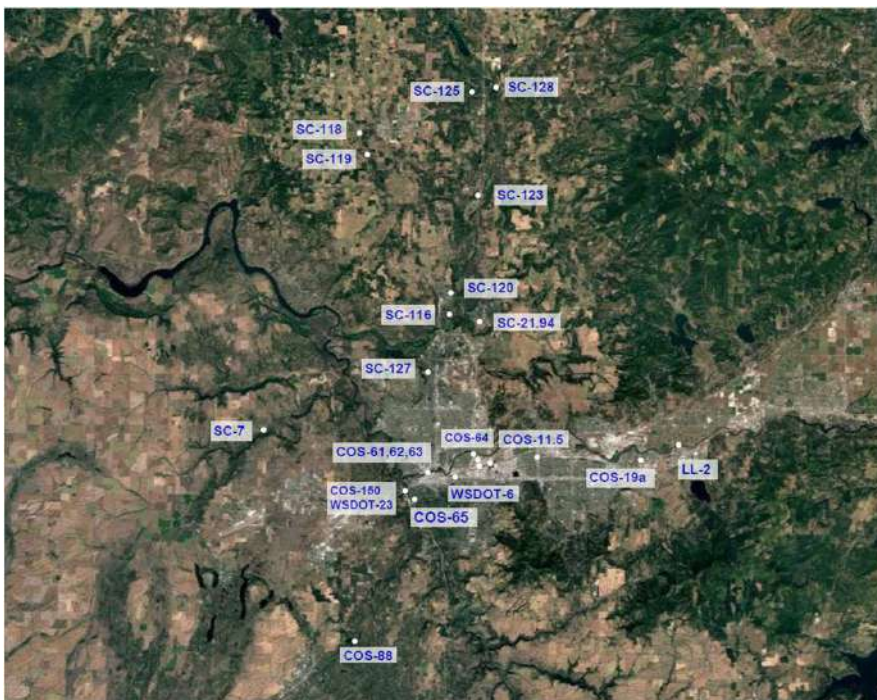 SC-125
SC-128
SC-118
SC-119
SC-123
SC-120
SC-116
SC-21,94
SC-127
SC-7
COS-64
COS-11.5
COS-61,62,63
COS-19a
LL-2
COS-150
WSDOT-23
WSDOT-6
COS-65
COS-88